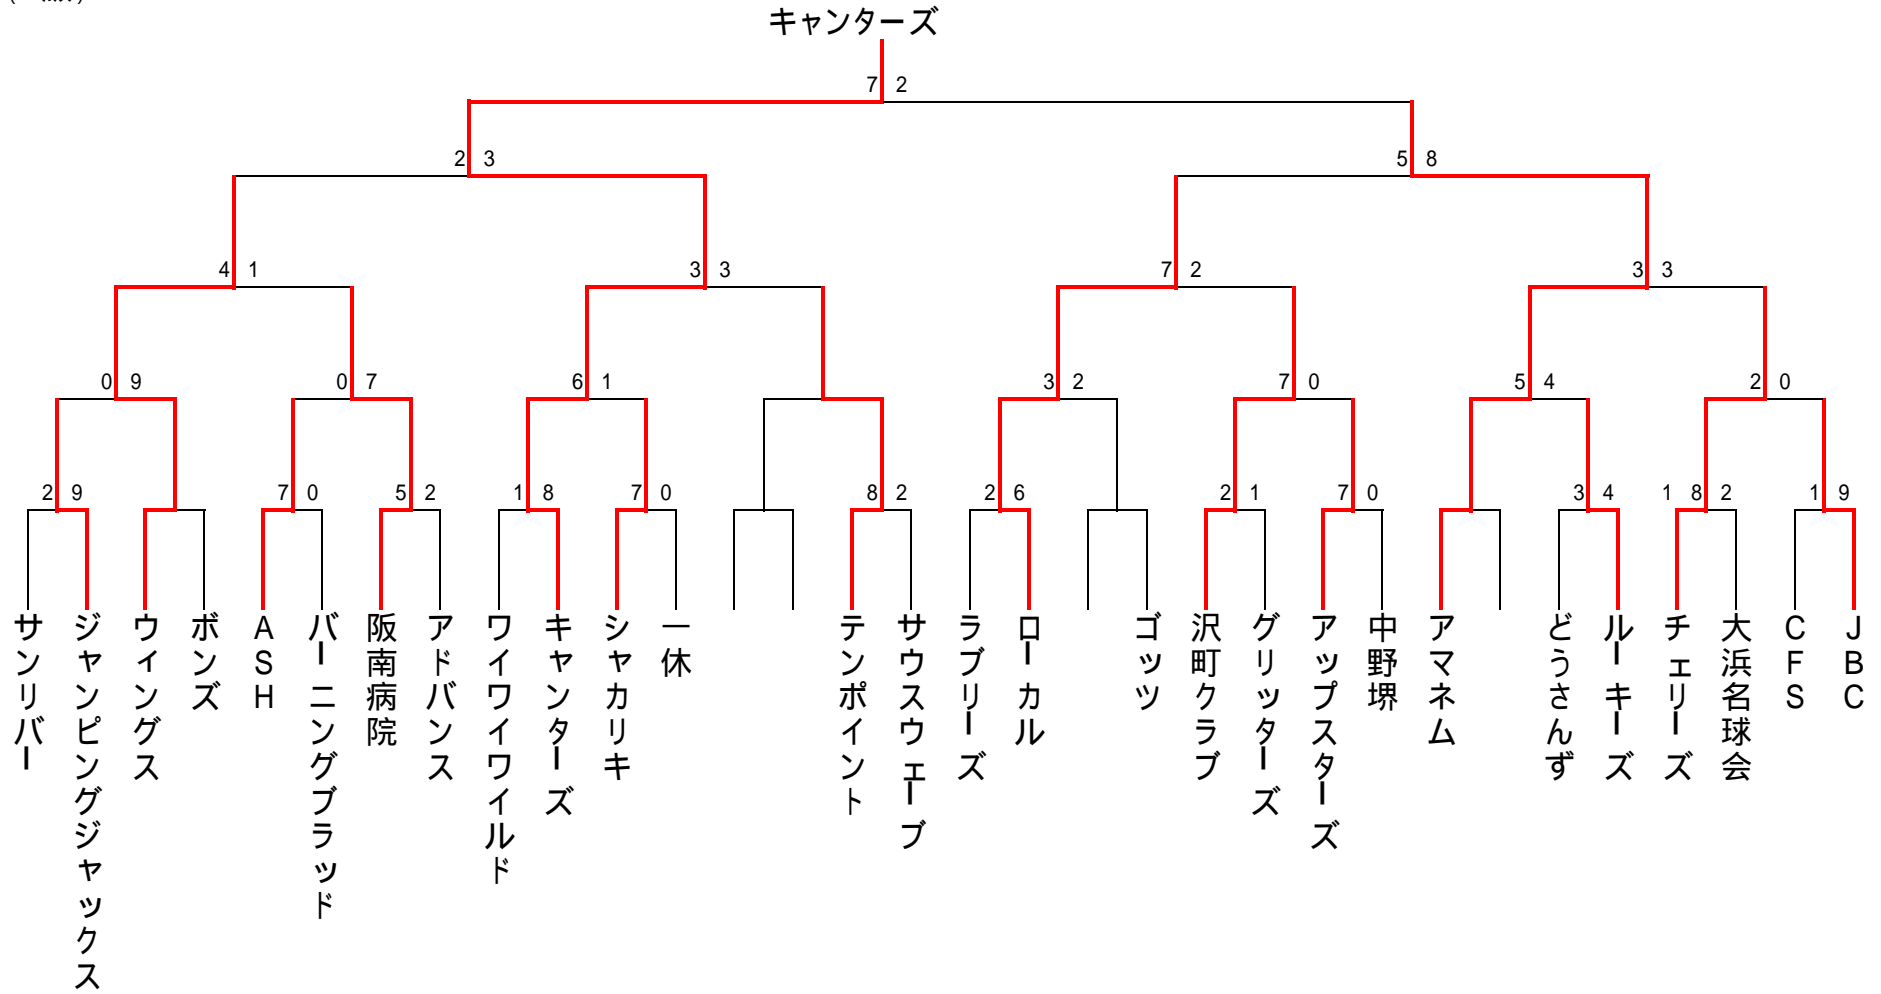 キャンターズ
7 2
2 3
5 8
4 1
3 3
7 2
3 3
0 9
0 7
6 1
3 2
7 0
5 4
2 0
2 9
7 0
5 2
1 8
7 0
8 2
2 6
2 1
7 0
3 4
1 8 2
1 9
サンリバー
ジャンピングジャックス
ウィングス
ボンズ
ASH
バーニングブラッド
阪南病院
アドバンス
ワイワイワイルド
キャンターズ
シャカリキ
一休
テンポイント
サウスウェーブ
ラブリーズ
ローカル
ゴッツ
沢町クラブ
グリッターズ
アップスターズ
中野堺
アマネム
どうさんず
ルーキーズ
チェリーズ
大浜名球会
CFS
JBC